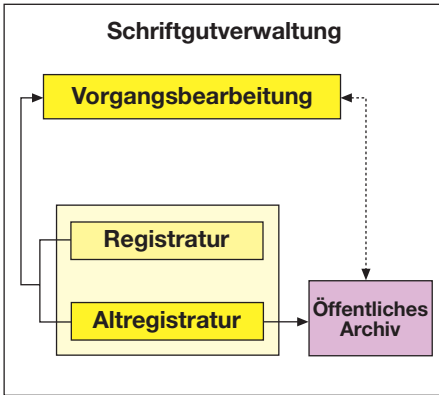 Schriftgutverwaltung
Vorgangsbearbeitung
Registratur
Altregistratur
Öffentliches
Archiv